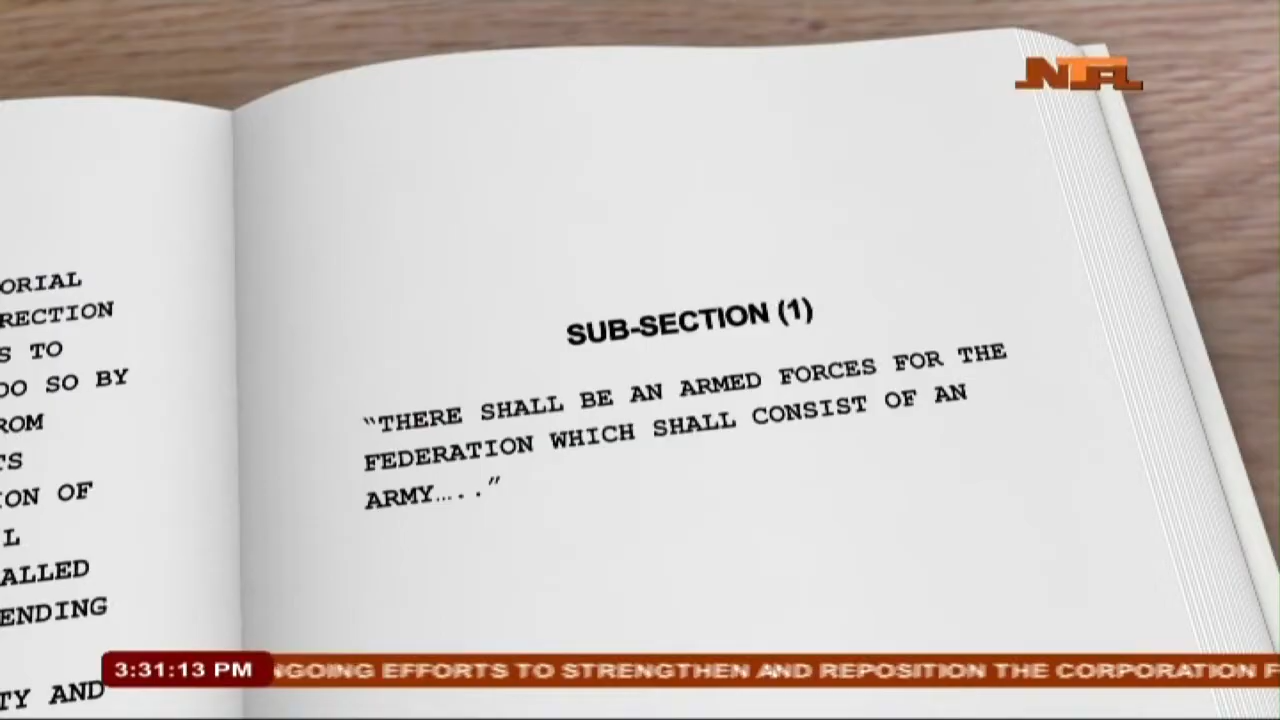 NTA
ORIAL
RECTION
S TO
DO SO BY
ROM
TS
ION OF
L
ALLED
ENDING
TY AND
SUB-SECTION (1)
“THERE SHALL BE AN ARMED FORCES FOR THE
FEDERATION WHICH SHALL CONSIST OF AN
ARMY…..”
3:31:13 PM
NGOING EFFORTS TO STRENGTHEN AND REPOSITION THE CORPORATION F